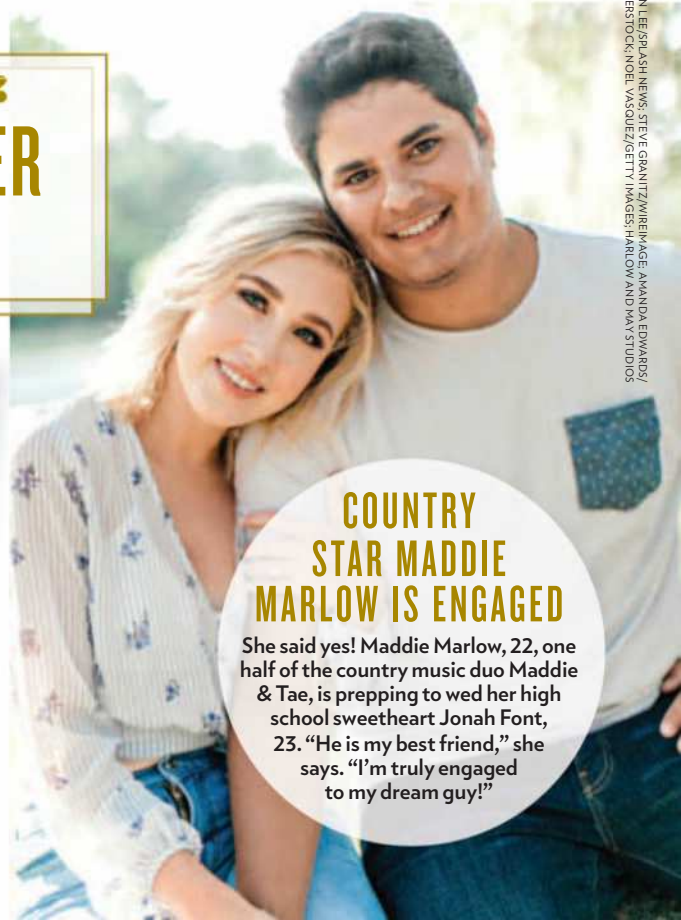 ER
N LEE/SPLASH NEWS; STEVE GRANITZ/WIREIMAGE; AMANDA EDWARDS/
ERSTOCK; NOEL VASQUEZ/GETTY IMAGES; HARLOW AND MAY STUDIOS
COUNTRY
STAR MADDIE
MARLOW IS ENGAGED
She said yes! Maddie Marlow, 22, one
half of the country music duo Maddie
& Tae, is prepping to wed her high
school sweetheart Jonah Font,
23. “He is my best friend,” she
says. “I’m truly engaged
to my dream guy!”